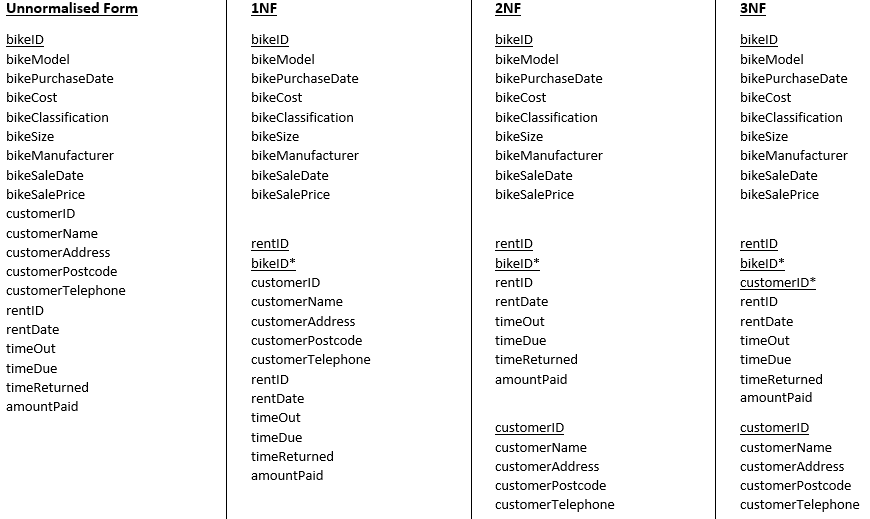 Unnormalised Form
bikeID
bikeModel
bikePurchaseDate
bikeCost
bikeClassification
bikeSize
bikeManufacturer
bikeSaleDate
bikeSalePrice
customerID
customerName
customerAddress
customerPostcode
customerTelephone
rentID
rentDate
timeOut
timeDue
timeReturned
amountPaid
1NF
bikeID
bikeModel
bikePurchaseDate
bikeCost
bikeClassification
bikeSize
bikeManufacturer
bikeSaleDate
bikeSalePrice
rentID
bikeID*
customerID
customerName
customerAddress
customerPostcode
customerTelephone
rentID
rentDate
timeOut
timeDue
timeReturned
amountPaid
2NF
bikeID
bikeModel
bikePurchaseDate
bikeCost
bikeClassification
bikeSize
bikeManufacturer
bikeSaleDate
bikeSalePrice
rentID
bikeID*
rentID
rentDate
timeOut
timeDue
timeReturned
amountPaid
customerID
customerName
customerAddress
customerPostcode
customerTelephone
3NF
bikeID
bikeModel
bikePurchaseDate
bikeCost
bikeClassification
bikeSize
bikeManufacturer
bikeSaleDate
bikeSalePrice
rentID
bikeID*
customerID*
rentID
rentDate
timeOut
timeDue
timeReturned
amountPaid
customerID
customerName
customerAddress
customerPostcode
customerTelephone